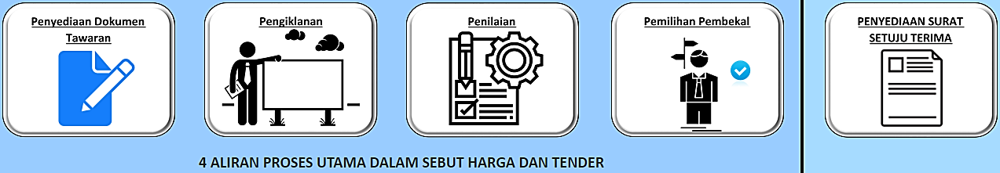 Penyediaan Dokumen
Tawaran
Pengiklanan
Penilaian
Pemilihan Pembekal
PENYEDIAAN SURAT
SETUJU TERIMA
4 ALIRAN PROSES UTAMA DALAM SEBUT HARGA DAN TENDER